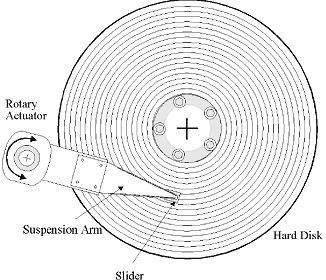 Rotary
Actuator
Suspension Arm
Hard Disk
Slider